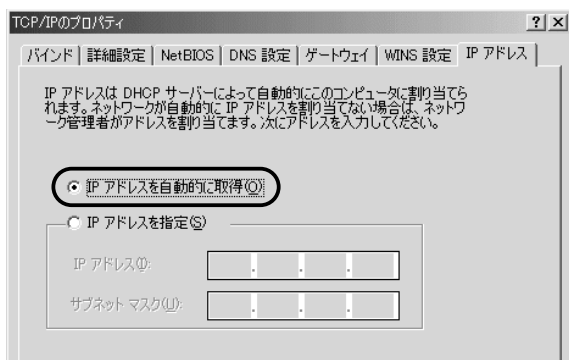 TCP/IPのプロパティ
? ×
バインド 詳細設定 NetBIOS DNS 設定 ゲートウェイ WINS 設定 IP アドレス
IP アドレスは DHCP サーバーによって自動的にこのコンピュータに割り当てら
れます。ネットワークが自動的に IP アドレスを割り当てない場合は、ネットワ
ーク管理者がアドレスを割り当てます。次にアドレスを入力してください。
IP アドレスを自動的に取得(O)
IP アドレスを指定(S)
IP アドレス(I):
サブネット マスク(U):